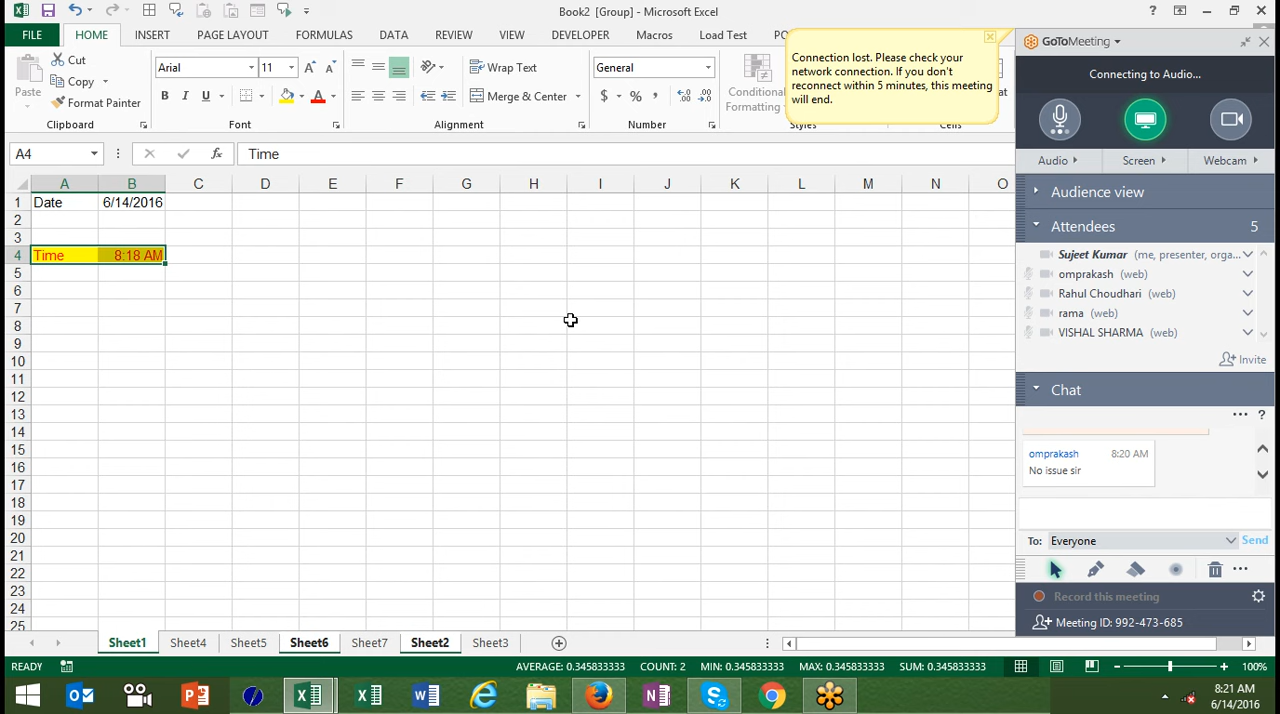 Book2 [Group] - Microsoft Excel
?
FILE HOME INSERT PAGE LAYOUT FORMULAS DATA REVIEW VIEW DEVELOPER Macros Load Test
Cut
Copy
Format Painter
Paste
Clipboard
Arial 11
B I U
Font
Wrap Text
Merge & Center
Alignment
General
$ % ,
Number
Conditional
Formatting
Styles
Cells
Connection lost. Please check your
network connection. If you don't
reconnect within 5 minutes, this meeting
will end.
A4 fx Time
A B C D E F G H I J K L M N O
1 Date 6/14/2016
2
3
4 Time 8:18 AM
5
6
7
8
9
10
11
12
13
14
15
16
17
18
19
20
21
22
23
24
25
Sheet1 Sheet4 Sheet5 Sheet6 Sheet7 Sheet2 Sheet3
READY AVERAGE: 0.345833333 COUNT: 2 MIN: 0.345833333 MAX: 0.345833333 SUM: 0.345833333 100%
GoToMeeting
Connecting to Audio...
Audio Screen Webcam
Audience view
Attendees 5
Sujeet Kumar (me, presenter, orga...
omprakash (web)
Rahul Choudhari (web)
rama (web)
VISHAL SHARMA (web)
Invite
Chat
... ?
omprakash 8:20 AM
No issue sir
To: Everyone Send
Record this meeting
Meeting ID: 992-473-685
8:21 AM
6/14/2016